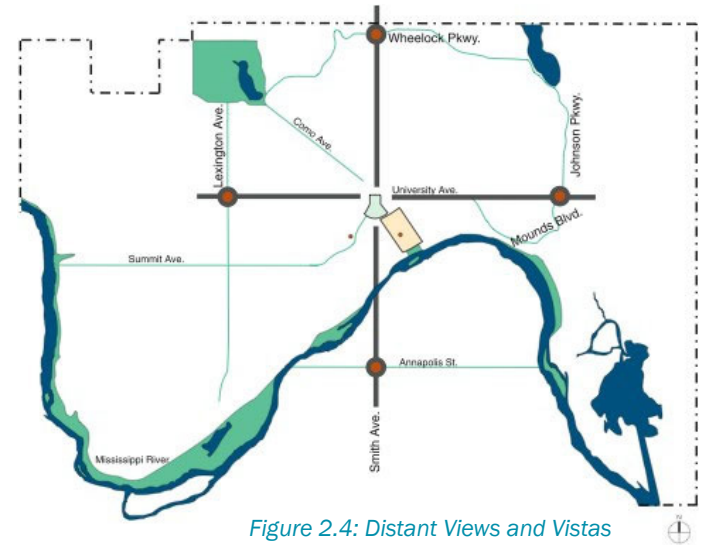 Wheelock Pkwy.
Lexington Ave.
Como Ave.
Johnson Pkwy.
University Ave.
Mounds Blvd.
Summit Ave.
Annapolis St.
Smith Ave.
Mississippi River
Figure 2.4: Distant Views and Vistas
N